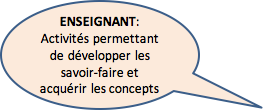 ENSEIGNANT:
Activités permettant
de développer les
savoir-faire et
acquérir les concepts